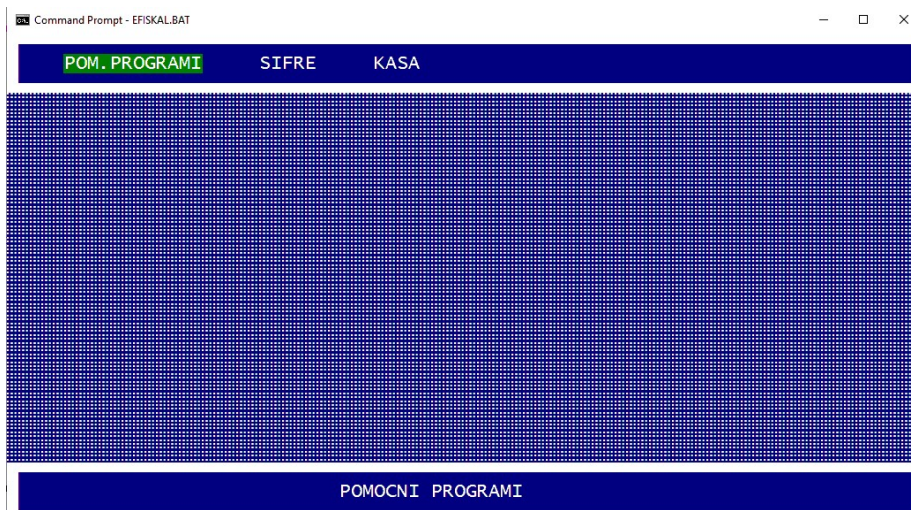 Command Prompt - EFISKAL.BAT
POM.PROGRAMI SIFRE KASA
POMOCNI PROGRAMI